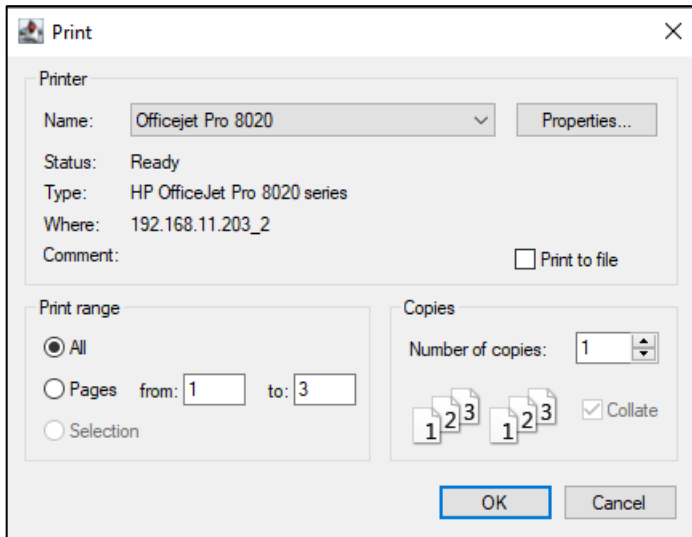 Print
Printer
Name: Officejet Pro 8020 Properties...
Status: Ready
Type: HP OfficeJet Pro 8020 series
Where: 192.168.11.203_2
Comment:
Print to file
Print range
All
Pages from: 1 to: 3
Selection
Copies
Number of copies: 1
1 2 3 1 2 3 Collate
OK Cancel